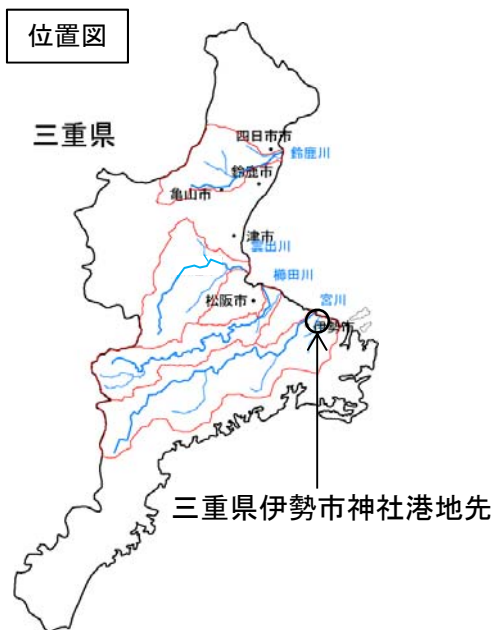 位置図
三重県
四日市市
鈴鹿川
鈴鹿市
亀山市
津市
雲出川
櫛田川
松阪市
宮川
伊勢市
三重県伊勢市神社港地先